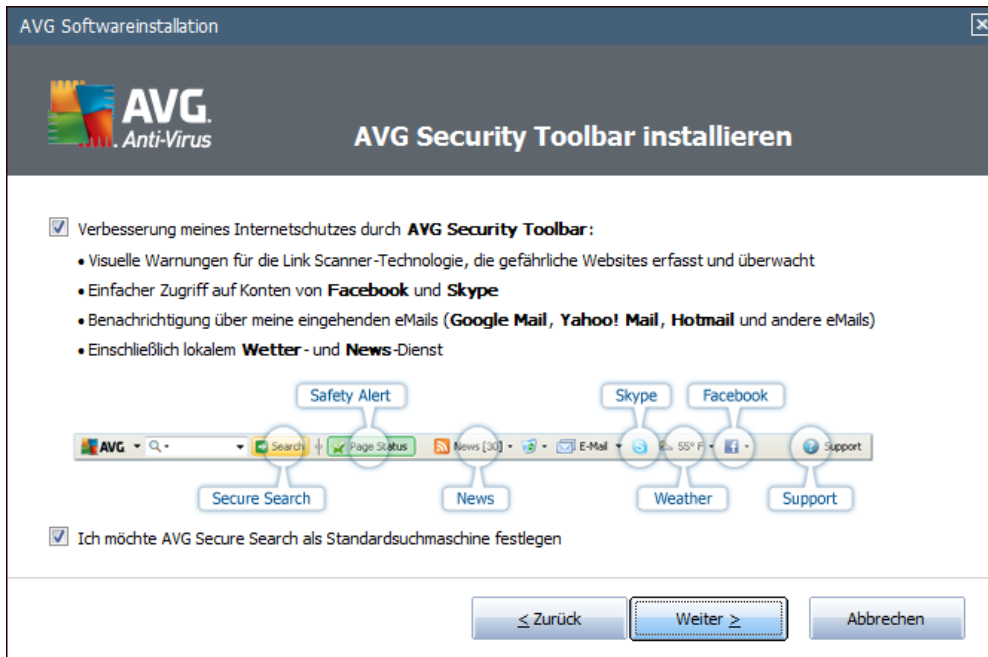 AVG Softwareinstallation
AVG.
Anti-Virus
AVG Security Toolbar installieren
Verbesserung meines Internetschutzes durch AVG Security Toolbar:
• Visuelle Warnungen für die Link Scanner-Technologie, die gefährliche Websites erfasst und überwacht
• Einfacher Zugriff auf Konten von Facebook und Skype
• Benachrichtigung über meine eingehenden eMails (Google Mail, Yahoo! Mail, Hotmail und andere eMails)
• Einschließlich lokalem Wetter- und News-Dienst
Safety Alert Skype Facebook
AVG Search Page Status News [30] E-Mail 55° F Support
Secure Search News Weather Support
Ich möchte AVG Secure Search als Standardsuchmaschine festlegen
< Zurück Weiter > Abbrechen